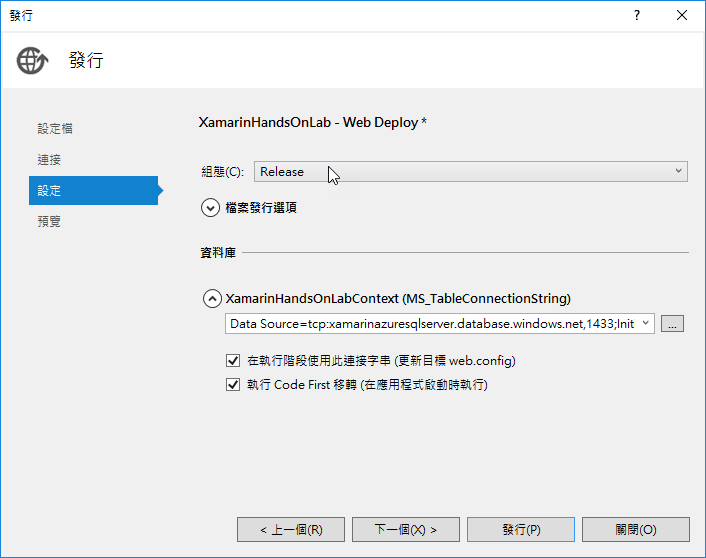 發行
?
發行
設定檔
連接
設定
預覽
XamarinHandsOnLab - Web Deploy *
組態(C):
Release
檔案發行選項
資料庫
XamarinHandsOnLabContext (MS_TableConnectionString)
Data Source=tcp:xamarinazuresqlserver.database.windows.net,1433;Init
...
在執行階段使用此連接字串 (更新目標 web.config)
執行 Code First 移轉 (在應用程式啟動時執行)
< 上一個(R)
下一個(X) >
發行(P)
關閉(O)